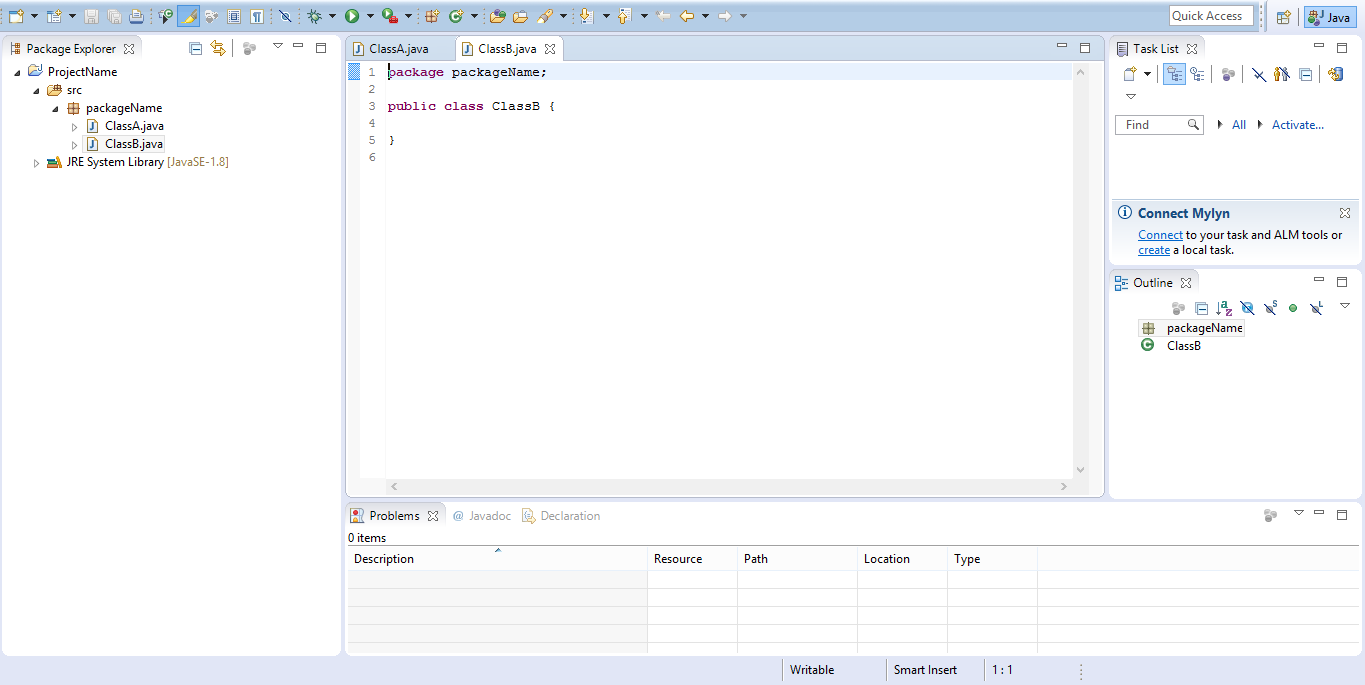 Quick Access
Java
Package Explorer
ProjectName
src
packageName
ClassA.java
ClassB.java
JRE System Library [JavaSE-1.8]
ClassA.java
ClassB.java
1 package packageName;
2
3 public class ClassB {
4
5 }
6
Task List
Find
All
Activate...
Connect Mylyn
Connect to your task and ALM tools or
create a local task.
Outline
packageName
ClassB
Problems @ Javadoc Declaration
0 items
Description Resource Path Location Type
Writable Smart Insert 1 : 1